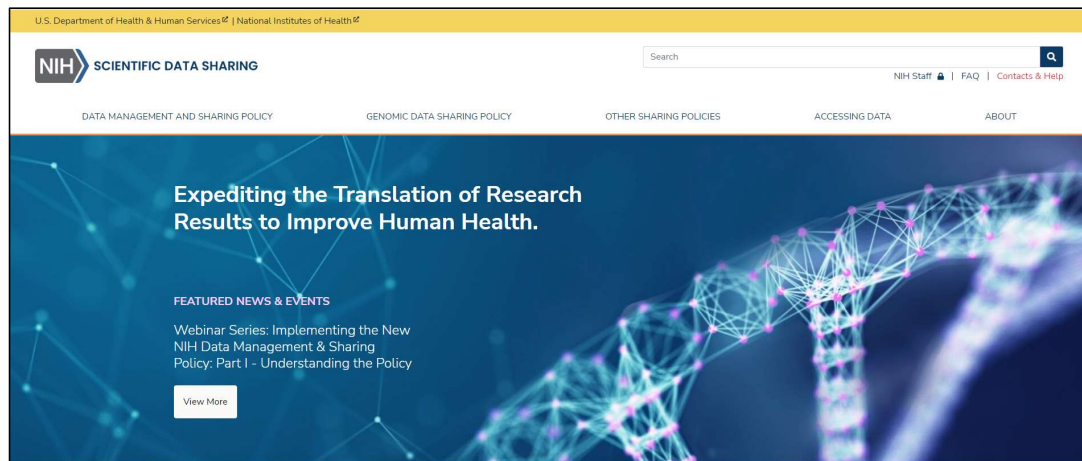 U.S. Department of Health & Human Services | National Institutes of Health
NIH SCIENTIFIC DATA SHARING
Search
NIH Staff | FAQ | Contacts & Help
DATA MANAGEMENT AND SHARING POLICY GENOMIC DATA SHARING POLICY OTHER SHARING POLICIES ACCESSING DATA ABOUT
Expediting the Translation of Research
Results to Improve Human Health.
FEATURED NEWS & EVENTS
Webinar Series: Implementing the New
NIH Data Management & Sharing
Policy: Part I - Understanding the Policy
View More